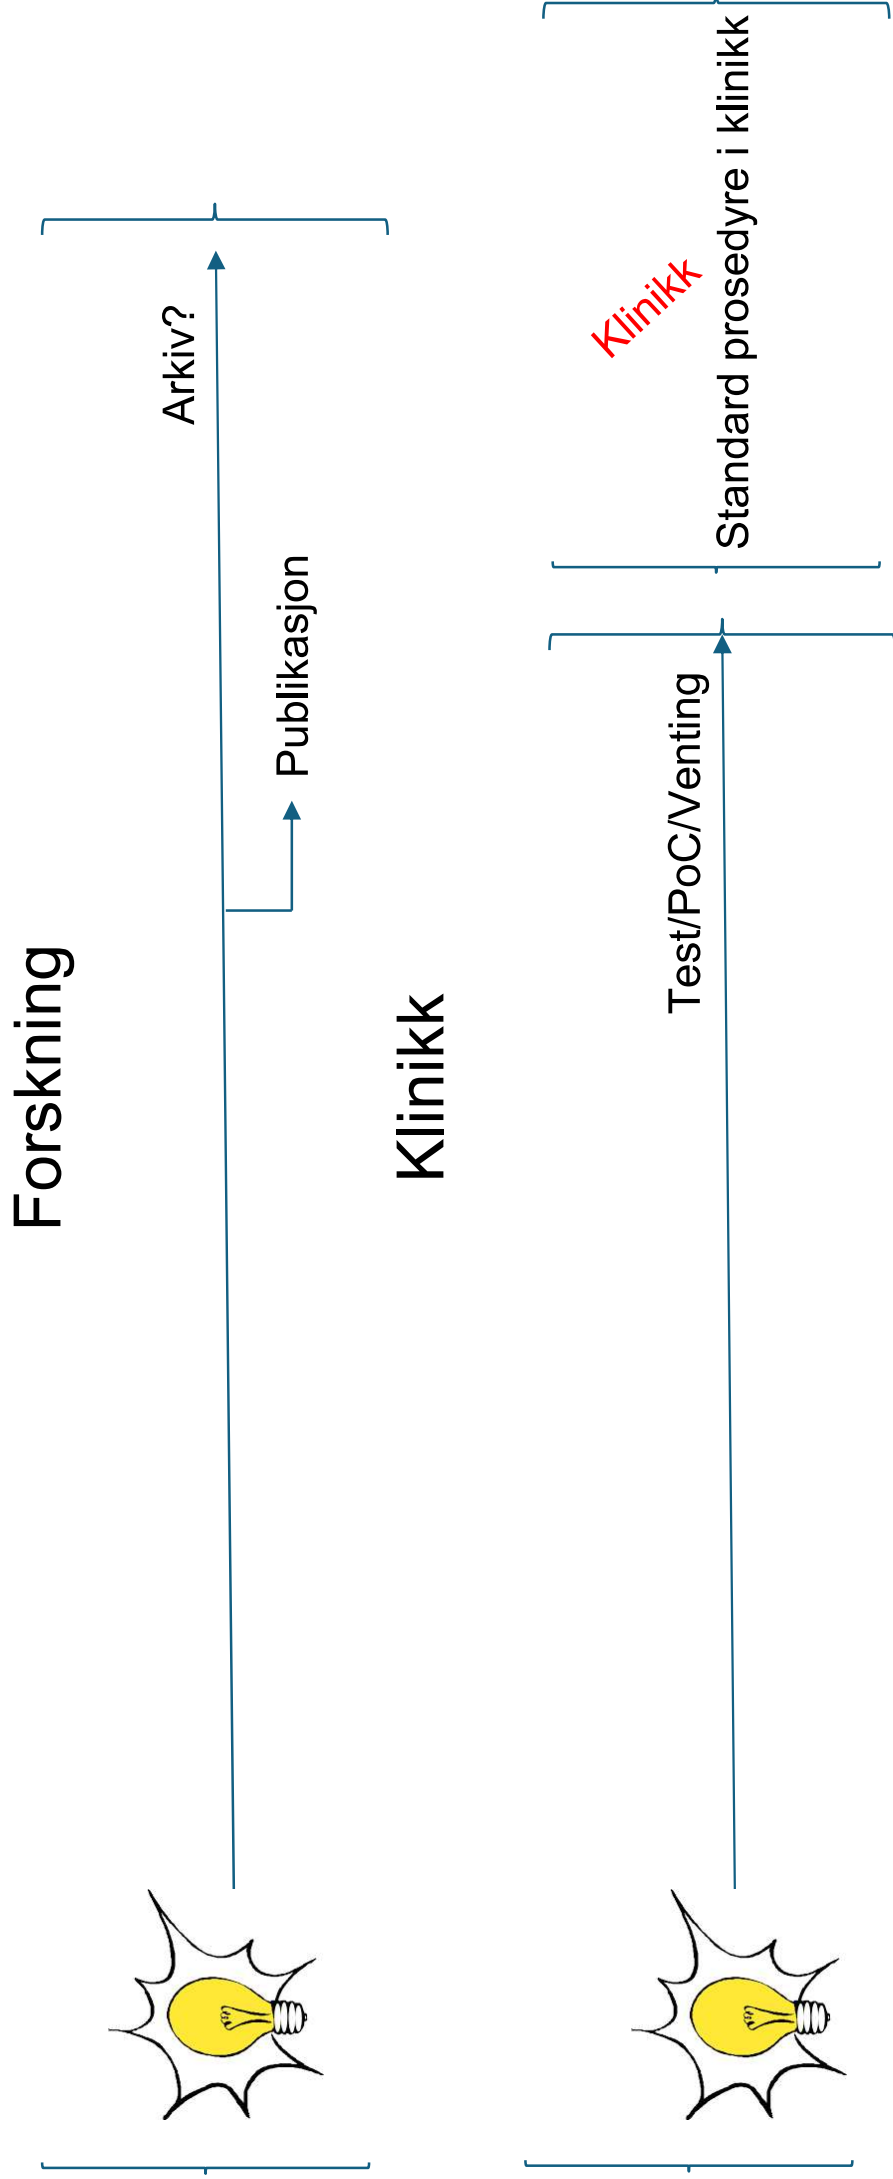 Forskning
Arkiv?
Publikasjon
Klinikk
Klinikk
Test/PoC/Venting
Standard prosedyre i klinikk